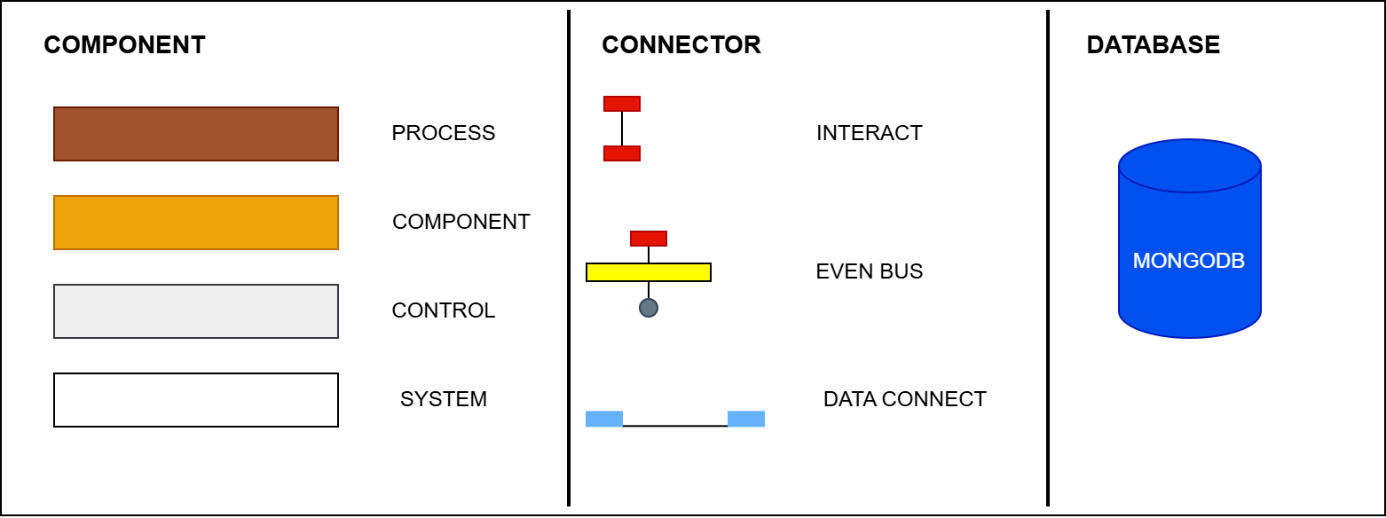 COMPONENT
PROCESS
COMPONENT
CONTROL
SYSTEM
CONNECTOR
INTERACT
EVEN BUS
DATA CONNECT
DATABASE
MONGODB